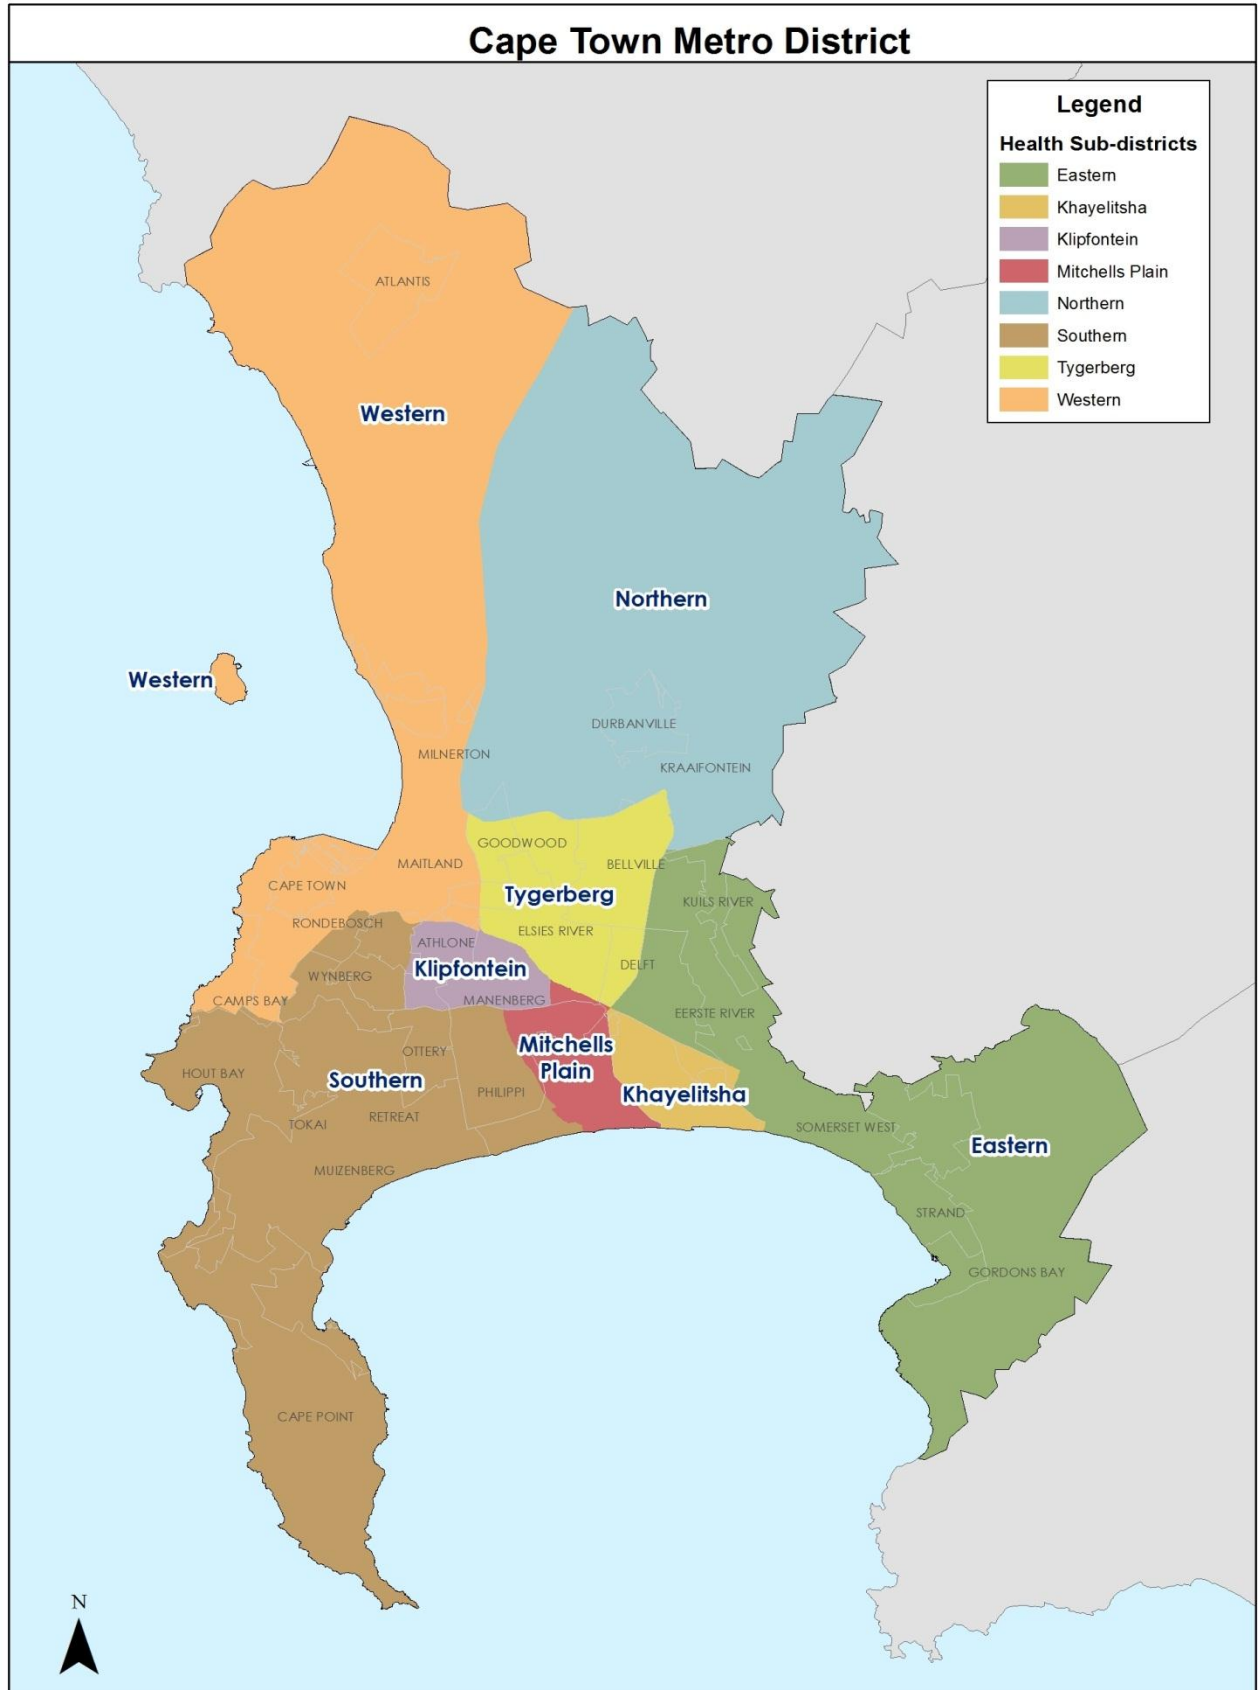 Cape Town Metro District
Legend
Health Sub-districts
Eastern
Khayelitsha
Klipfontein
Mitchells Plain
Northern
Southern
Tygerberg
Western
ATLANTIS
Western
Northern
Western
DURBANVILLE
MILNERTON
KRAAIFONTEIN
GOODWOOD
MAITLAND
BELLVILLE
CAPE TOWN
Tygerberg
KUILS RIVER
RONDEBOSCH
ELSIES RIVER
ATHLONE
Klipfontein
DELFT
WYNBERG
CAMPS BAY
MANENBERG
EERSTE RIVER
Mitchells
Plain
OTTERY
HOUT BAY
Southern
PHILIPPI
Khayelitsha
RETREAT
TOKAI
SOMERSET WEST
Eastern
MUIZENBERG
STRAND
GORDONS BAY
CAPE POINT
N